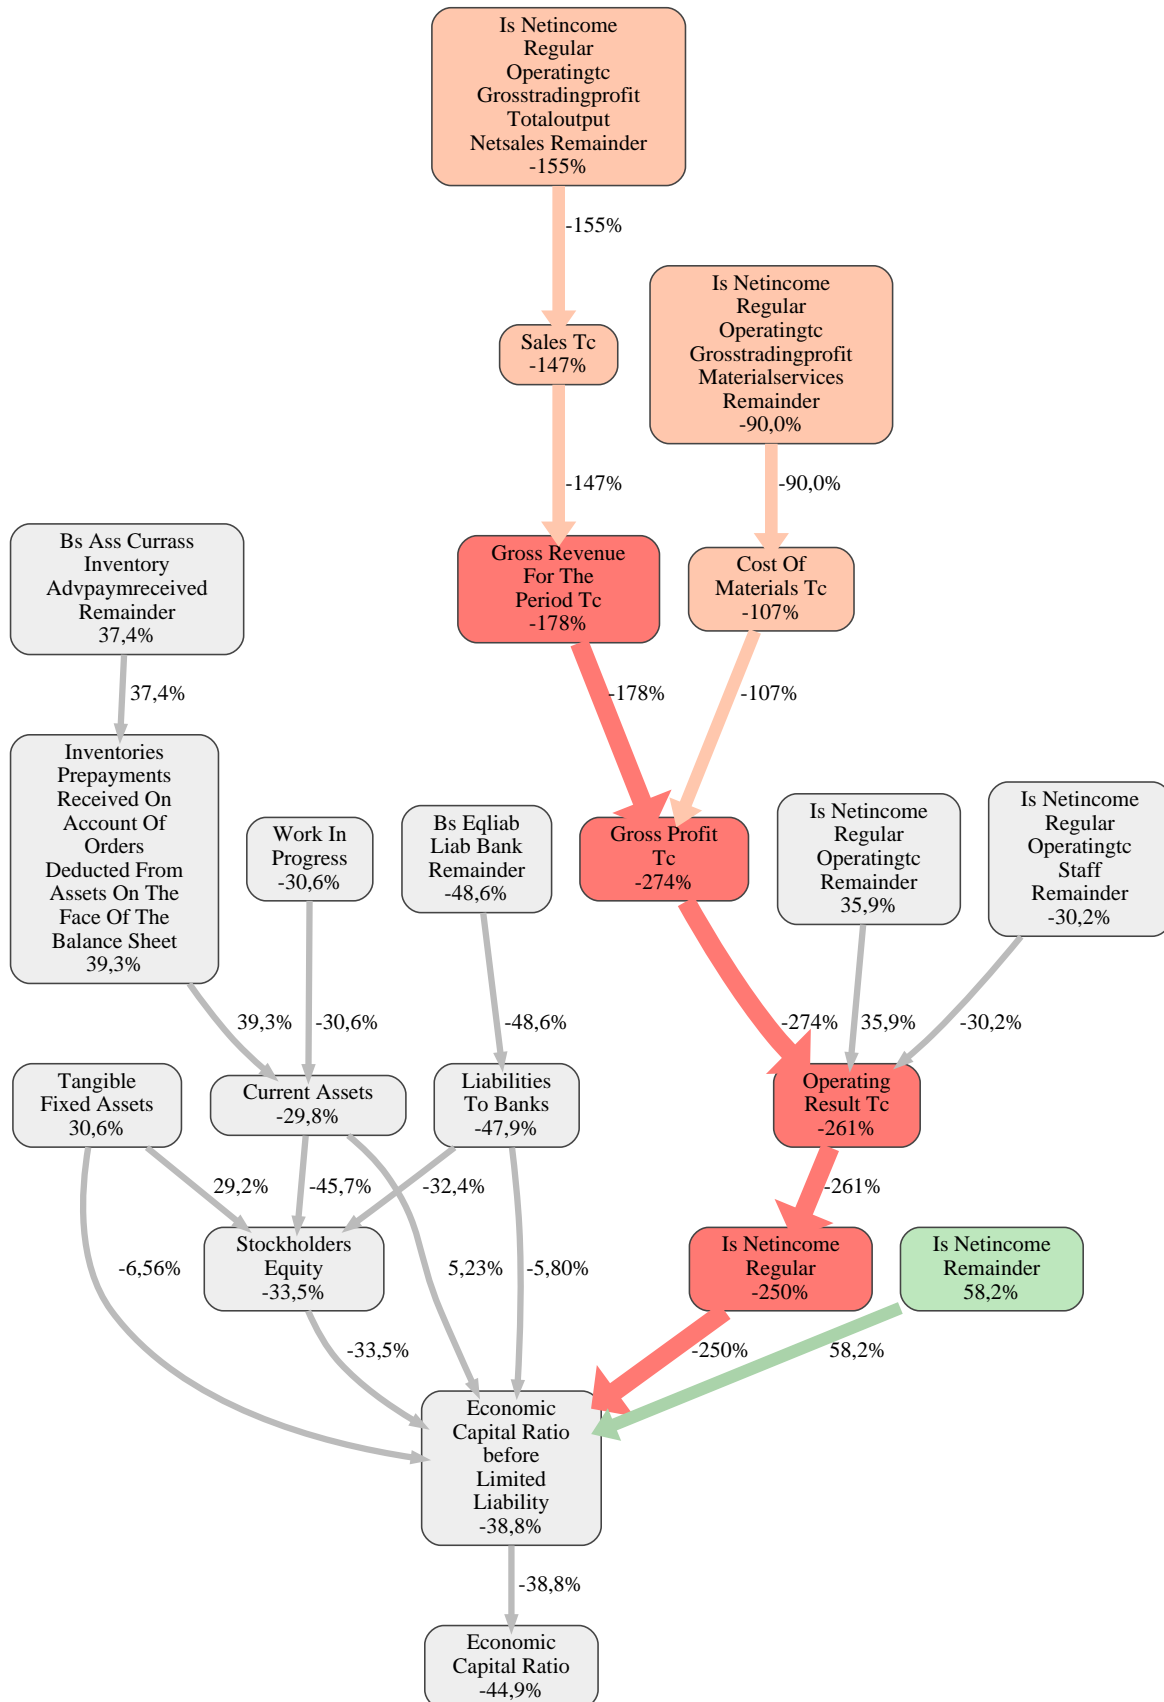 Is Netincome
Regular
Operatingtc
Grosstradingprofit
Totaloutput
Netsales Remainder
-155%
-155%
Sales Tc
-147%
Is Netincome
Regular
Operatingtc
Grosstradingprofit
Materialservices
Remainder
-90,0%
-147%
-90,0%
Bs Ass Currass
Inventory
Advpaymreceived
Remainder
37,4%
Gross Revenue
For The
Period Tc
-178%
Cost Of
Materials Tc
-107%
37,4%
-178%
-107%
Inventories
Prepayments
Received On
Account Of
Orders
Deducted From
Assets On The
Face Of The
Balance Sheet
39,3%
Work In
Progress
-30,6%
Bs Eqliab
Liab Bank
Remainder
-48,6%
Gross Profit
Tc
-274%
Is Netincome
Regular
Operatingtc
Remainder
35,9%
Is Netincome
Regular
Operatingtc
Staff
Remainder
-30,2%
39,3%
-30,6%
-48,6%
-274%
35,9%
-30,2%
Tangible
Fixed Assets
30,6%
Current Assets
-29,8%
Liabilities
To Banks
-47,9%
Operating
Result Tc
-261%
29,2%
-45,7%
-32,4%
-261%
-6,56%
Stockholders
Equity
-33,5%
5,23%
-5,80%
Is Netincome
Regular
-250%
Is Netincome
Remainder
58,2%
-33,5%
-250%
58,2%
Economic
Capital Ratio
before
Limited
Liability
-38,8%
-38,8%
Economic
Capital Ratio
-44,9%